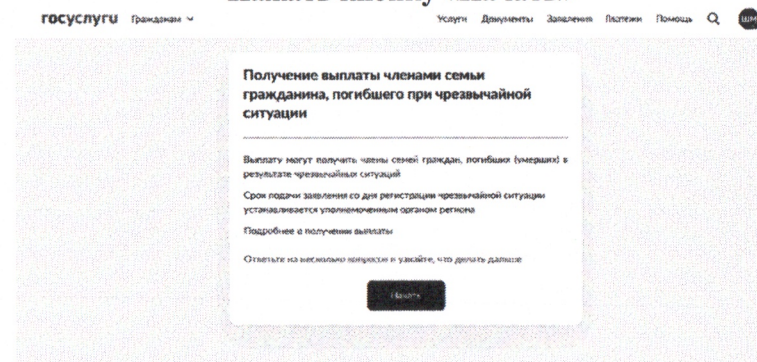 госуслуги Гражданам Услуги Документы Заявления Платежи Помощь ШМ
Получение выплаты членами семьи
гражданина, погибшего при чрезвычайной
ситуации
Выплату могут получить члены семей граждан, погибших (умерших) в
результате чрезвычайных ситуаций
Срок подачи заявления со дня регистрации чрезвычайной ситуации
устанавливается уполномоченным органом региона
Подробнее о получении выплаты
Ответьте на несколько вопросов и узнайте, что делать дальше
Начать